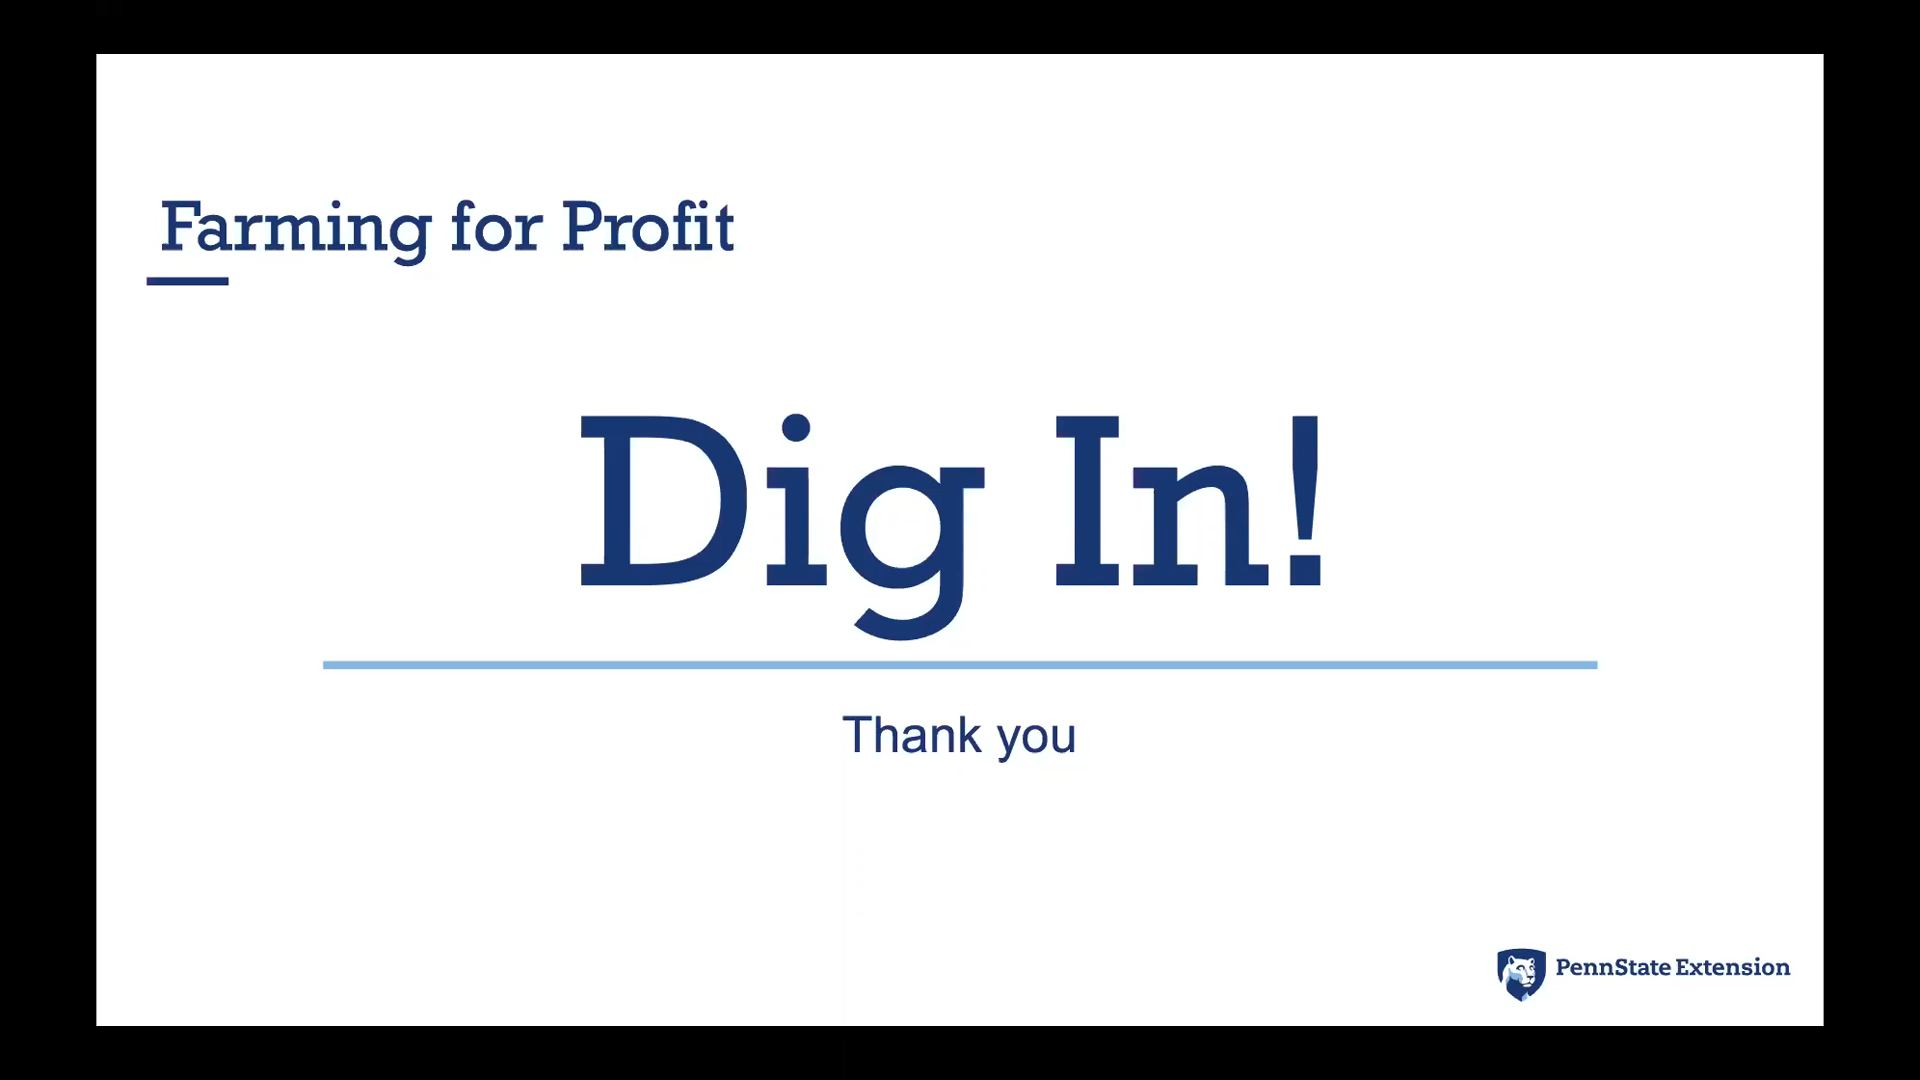 Farming for Profit
Dig In!
Thank you
PennState Extension